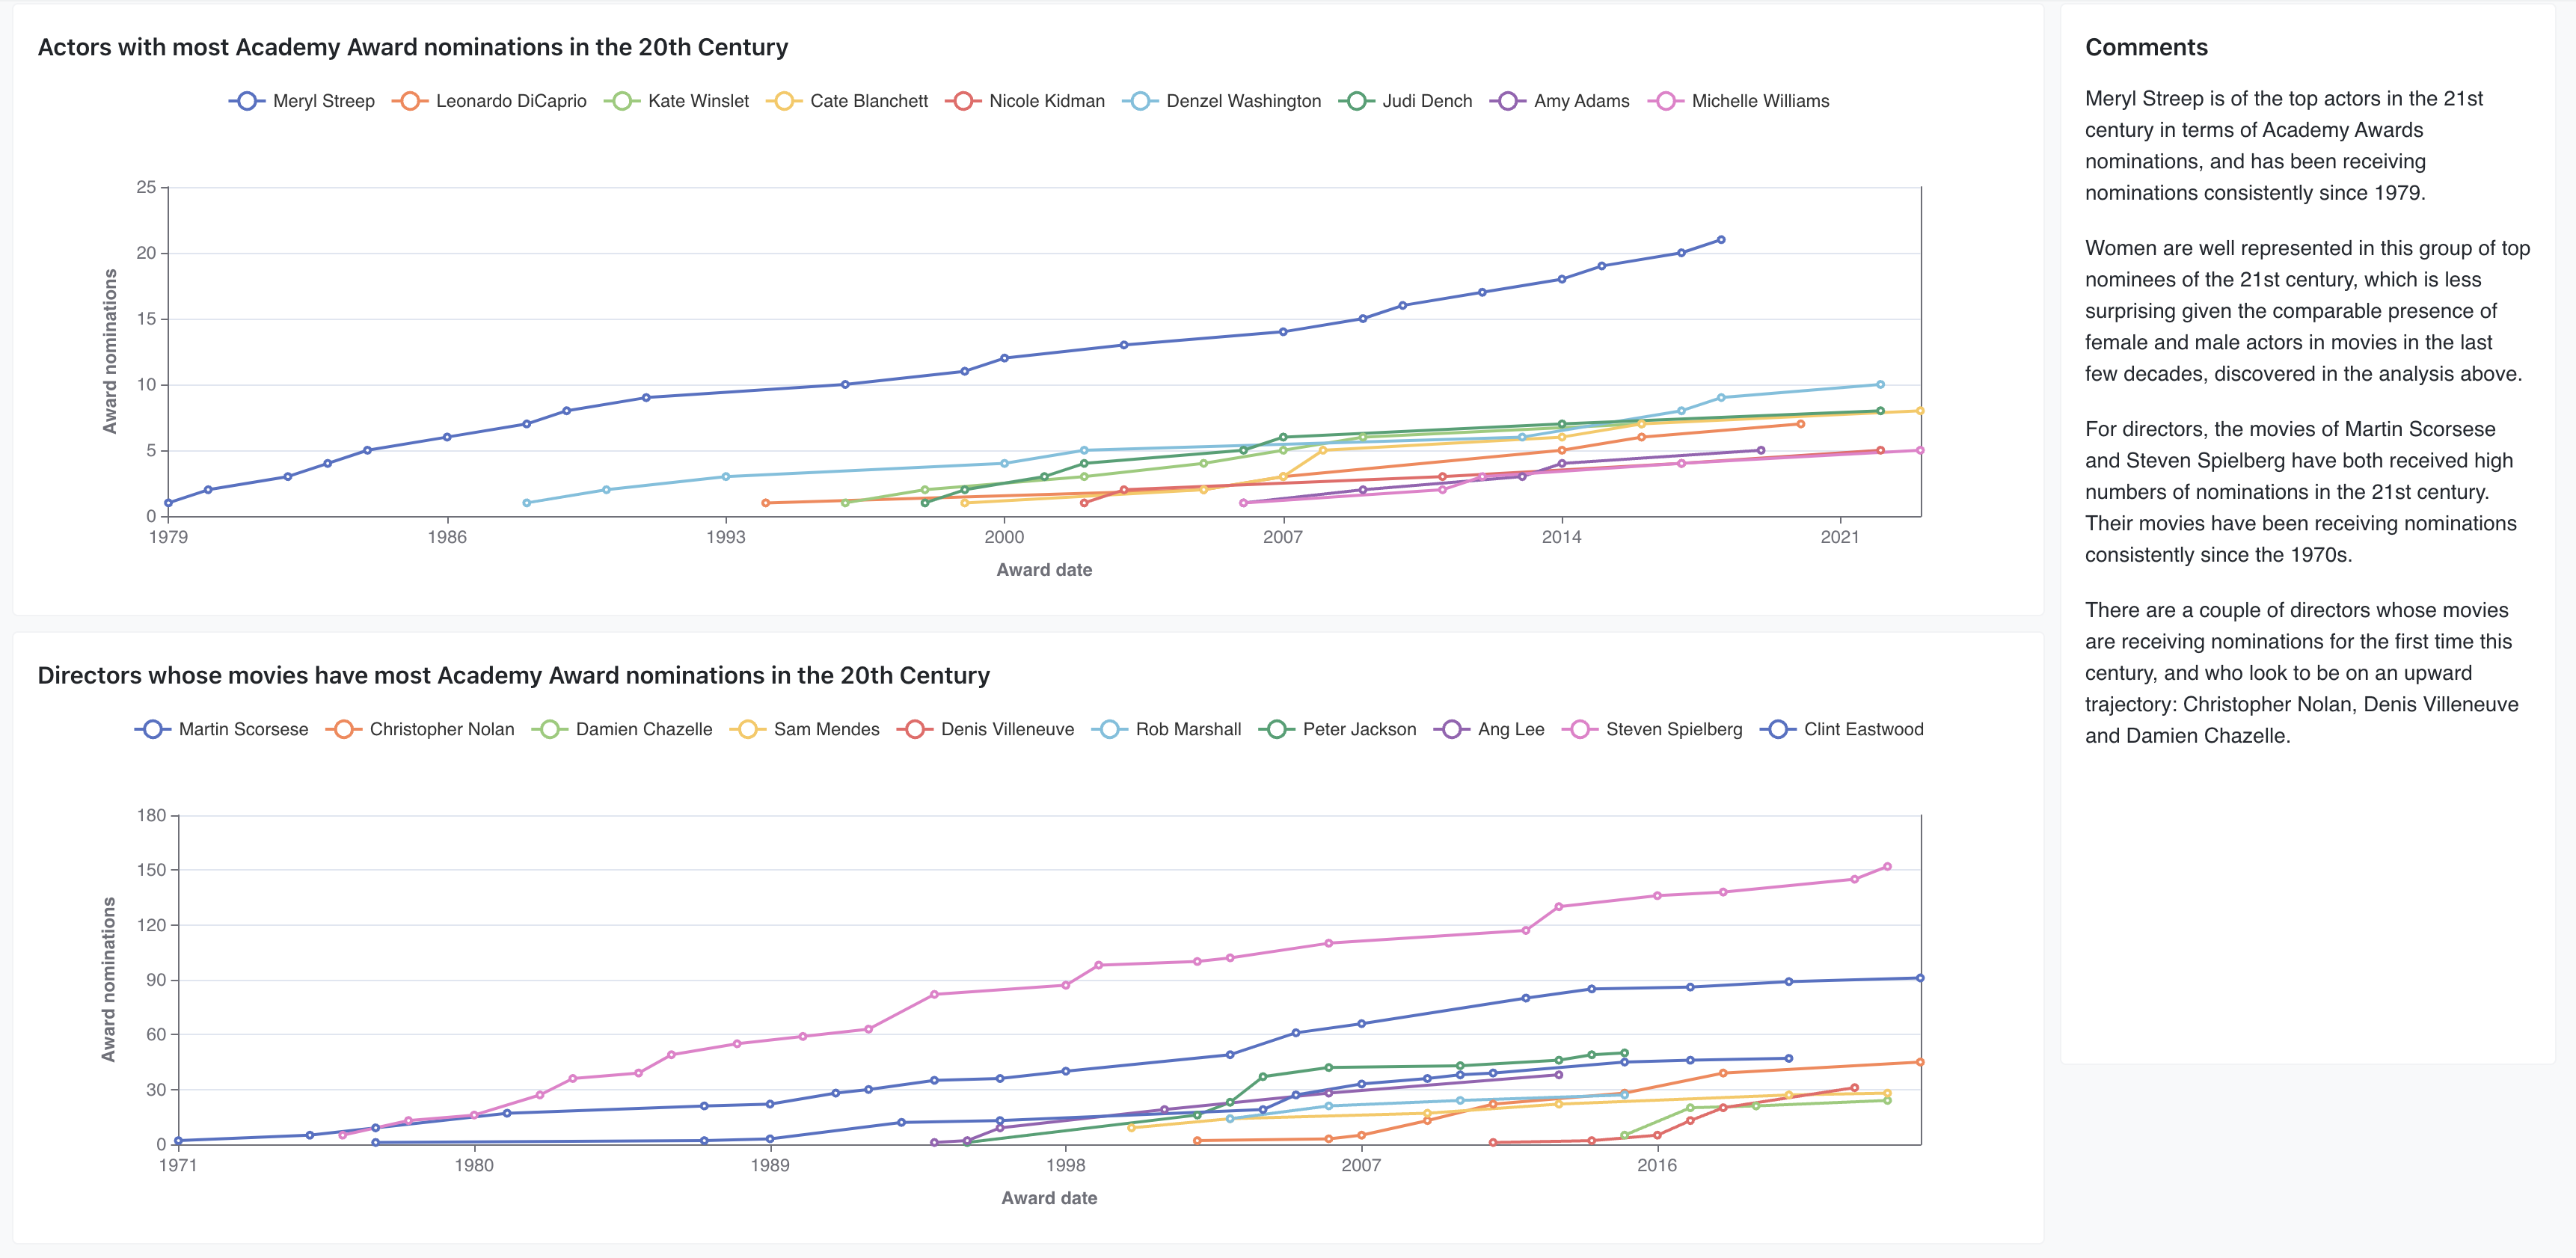 Actors with most Academy Award nominations in the 20th Century
Meryl Streep Leonardo DiCaprio Kate Winslet Cate Blanchett Nicole Kidman Denzel Washington Judi Dench Amy Adams Michelle Williams
25
20
15
10
5
0
Award nominations
1979 1986 1993 2000 2007 2014 2021
Award date
Directors whose movies have most Academy Award nominations in the 20th Century
Martin Scorsese Christopher Nolan Damien Chazelle Sam Mendes Denis Villeneuve Rob Marshall Peter Jackson Ang Lee Steven Spielberg Clint Eastwood
180
150
120
90
60
30
0
Award nominations
1971 1980 1989 1998 2007 2016
Award date
Comments
Meryl Streep is of the top actors in the 21st
century in terms of Academy Awards
nominations, and has been receiving
nominations consistently since 1979.
Women are well represented in this group of top
nominees of the 21st century, which is less
surprising given the comparable presence of
female and male actors in movies in the last
few decades, discovered in the analysis above.
For directors, the movies of Martin Scorsese
and Steven Spielberg have both received high
numbers of nominations in the 21st century.
Their movies have been receiving nominations
consistently since the 1970s.
There are a couple of directors whose movies
are receiving nominations for the first time this
century, and who look to be on an upward
trajectory: Christopher Nolan, Denis Villeneuve
and Damien Chazelle.